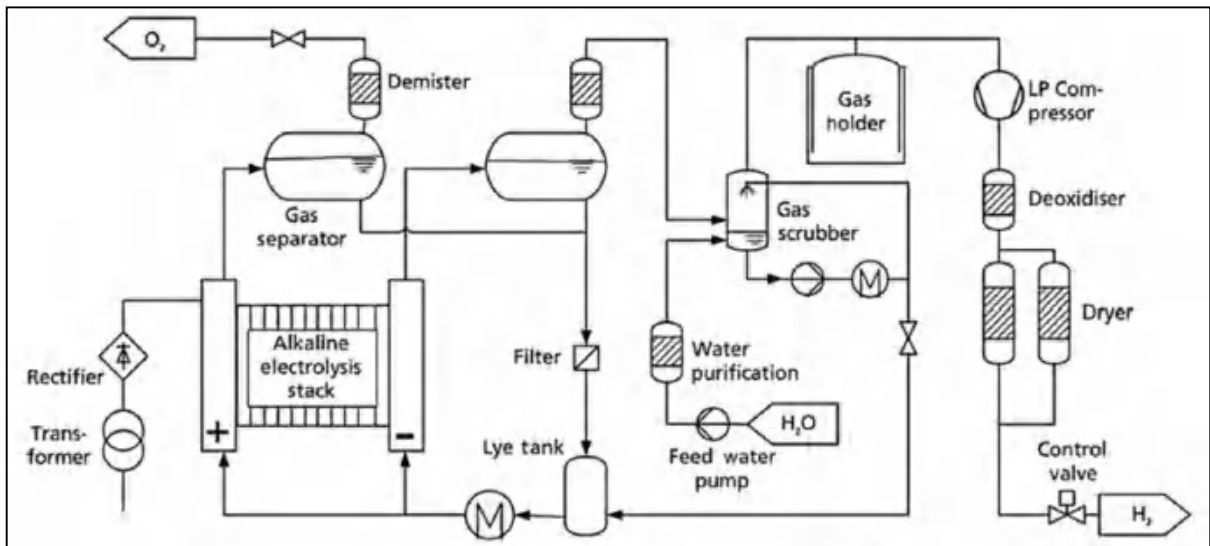 O₂
Demister
Gas
separator
Gas
holder
LP Com-
pressor
Deoxidiser
Gas
scrubber
Dryer
Alkaline
electrolysis
stack
+
-
Rectifier
Trans-
former
Filter
Lye tank
Water
purification
H₂O
Feed water
pump
Control
valve
H₂